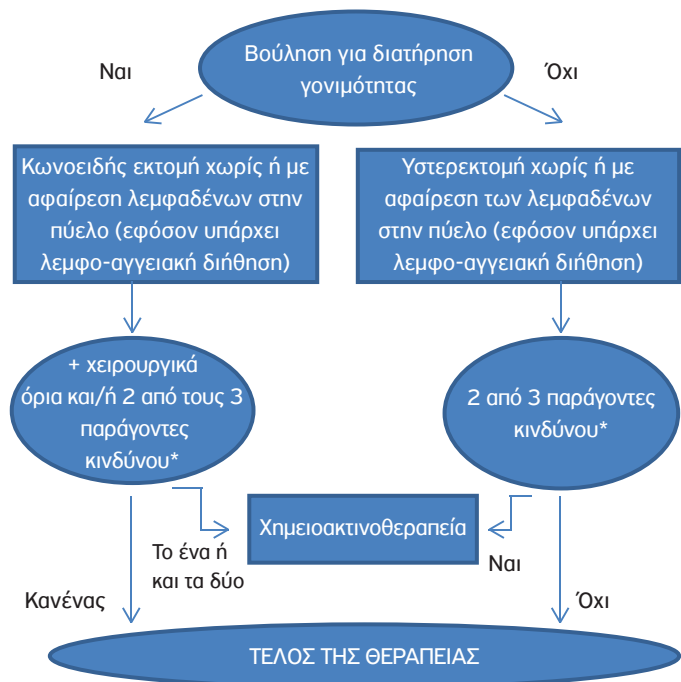 Βούληση για διατήρηση
γονιμότητας
Ναι
Όχι
Κωνοειδής εκτομή χωρίς ή με
αφαίρεση λεμφαδένων στην
πύελο (εφόσον υπάρχει
λεμφο-αγγειακή διήθηση)
Υστερεκτομή χωρίς ή με
αφαίρεση των λεμφαδένων
στην πύελο (εφόσον υπάρχει
λεμφο-αγγειακή διήθηση)
+ χειρουργικά
όρια και/ή 2 από τους 3
παράγοντες
κινδύνου*
2 από 3 παράγοντες
κινδύνου*
Χημειοακτινοθεραπεία
Το ένα ή
και τα δύο
Ναι
Κανένας
Όχι
ΤΕΛΟΣ ΤΗΣ ΘΕΡΑΠΕΙΑΣ